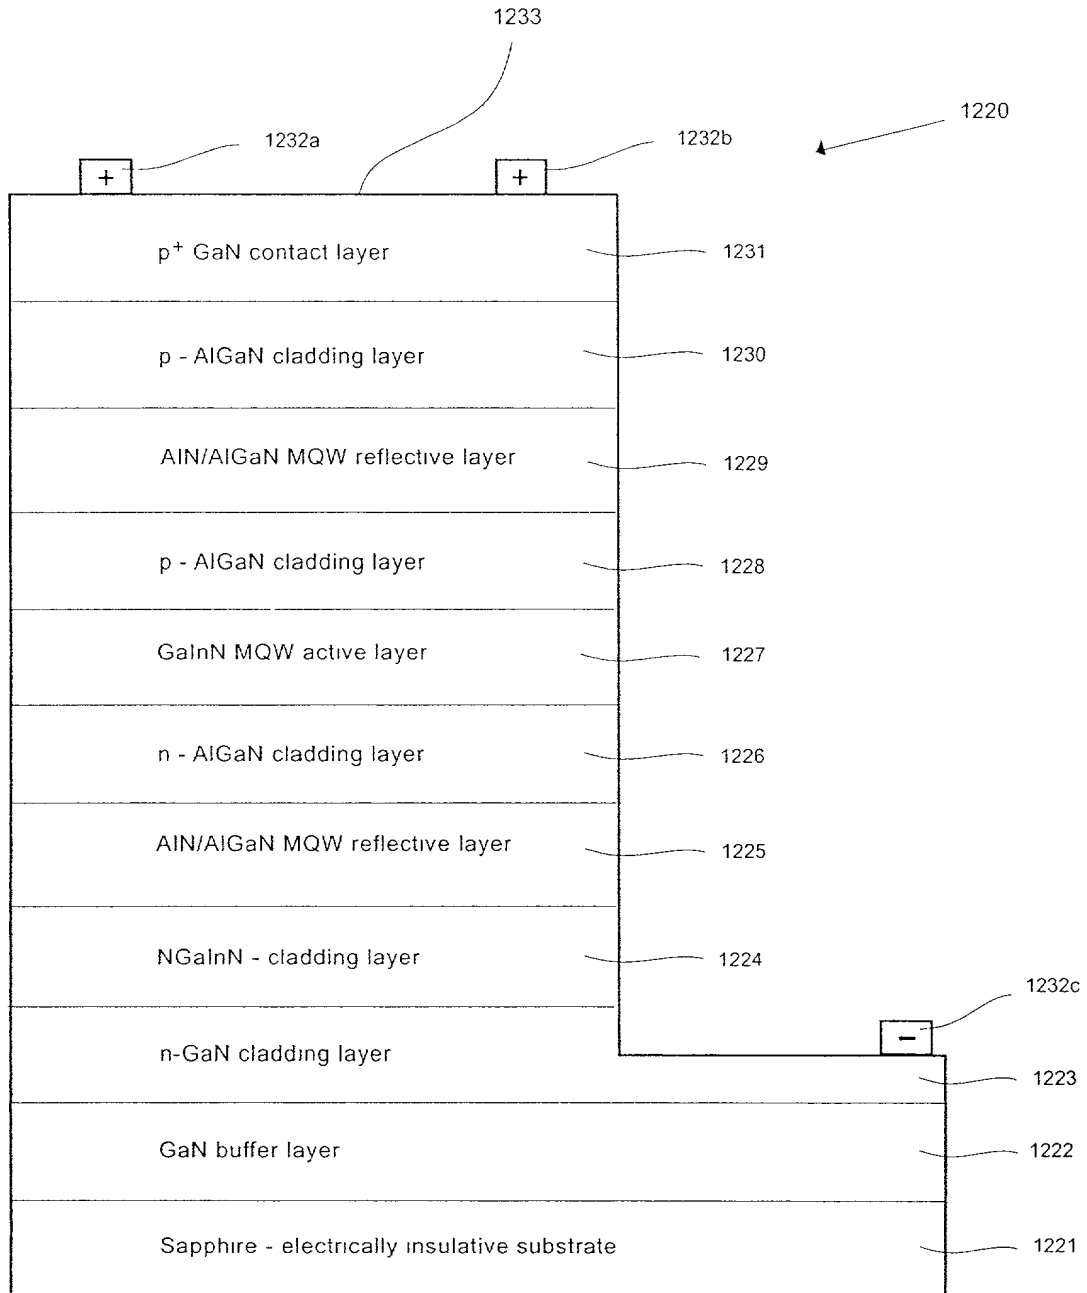 1233
1220
1232a
1232b
+
+
p+ GaN contact layer
1231
p - AlGaN cladding layer
1230
AlN/AlGaN MQW reflective layer
1229
p - AlGaN cladding layer
1228
GaInN MQW active layer
1227
n - AlGaN cladding layer
1226
AlN/AlGaN MQW reflective layer
1225
NGaInN - cladding layer
1224
1232c
-
n-GaN cladding layer
1223
GaN buffer layer
1222
Sapphire - electrically insulative substrate
1221